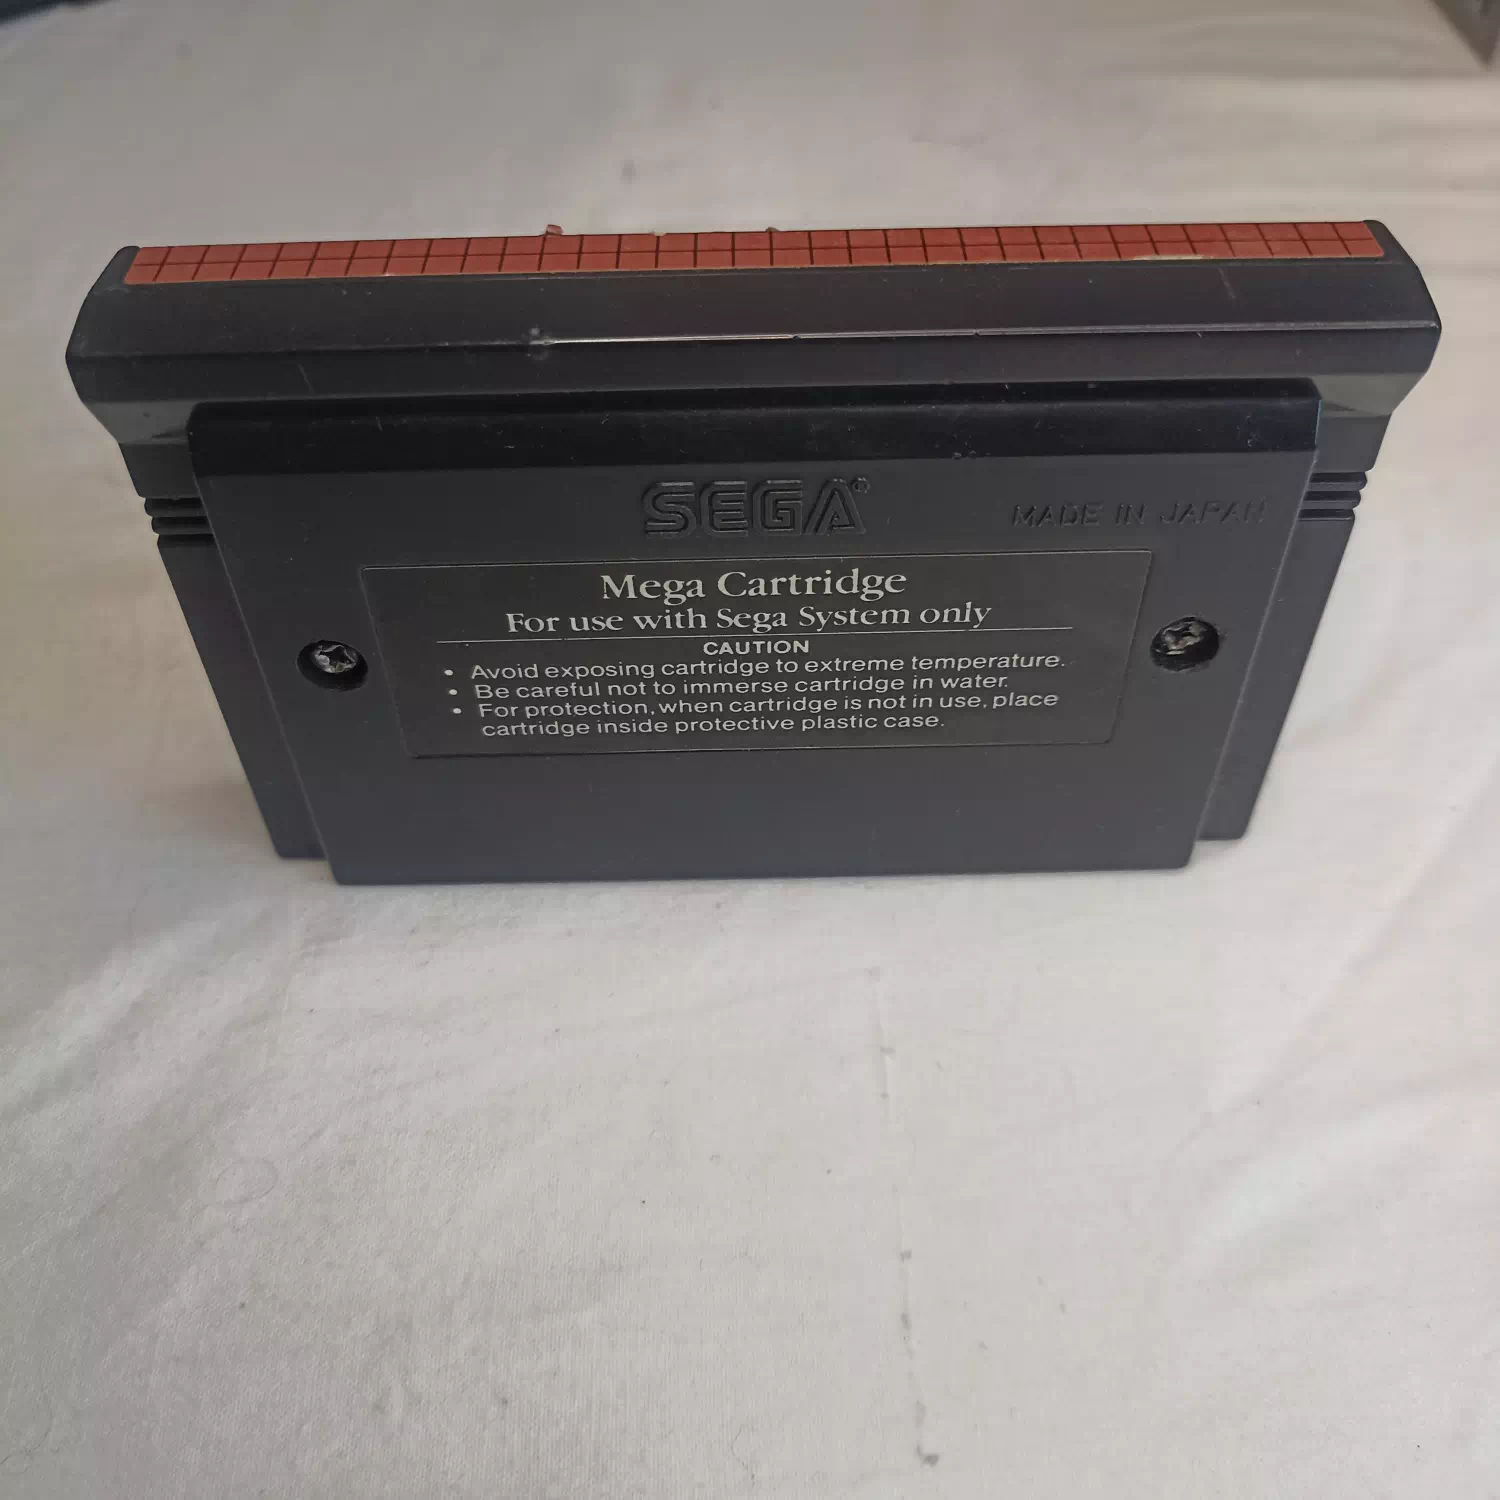 SEGA®
MADE IN JAPAN
Mega Cartridge
For use with Sega System only
CAUTION
• Avoid exposing cartridge to extreme temperature.
• Be careful not to immerse cartridge in water.
• For protection, when cartridge is not in use, place
cartridge inside protective plastic case.